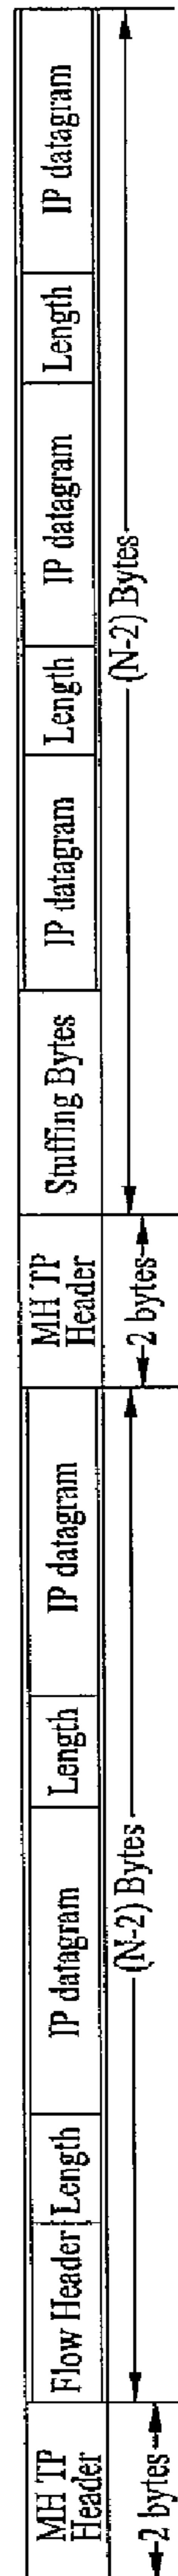 MH TP
Header
Flow Header
Length
IP datagram
Length
IP datagram
MH TP
Header
Stuffing Bytes
IP datagram
Length
IP datagram
Length
IP datagram
2 bytes
(N-2) Bytes
2 bytes
(N-2) Bytes